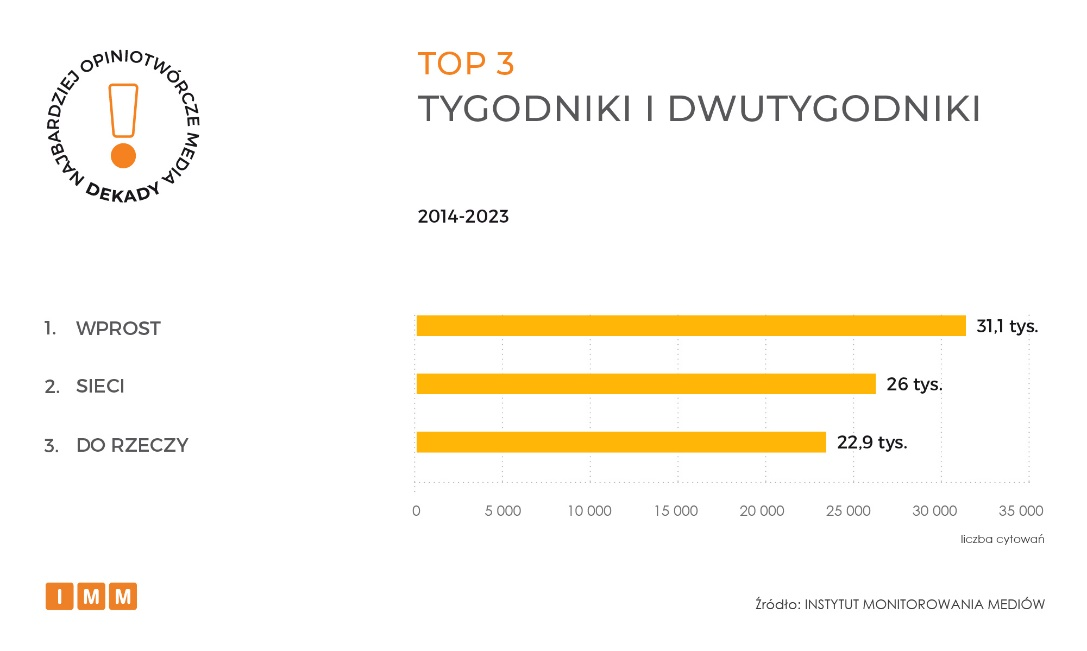 NAJBARDZIEJ OPINIOTWÓRCZE MEDIA DEKADY
TOP 3
TYGODNIKI I DWUTYGODNIKI
2014-2023
1. WPROST 31,1 tys.
2. SIECI 26 tys.
3. DO RZECZY 22,9 tys.
0 5 000 10 000 15 000 20 000 25 000 30 000 35 000
liczba cytowań
IMM
Źródło: INSTYTUT MONITOROWANIA MEDIÓW